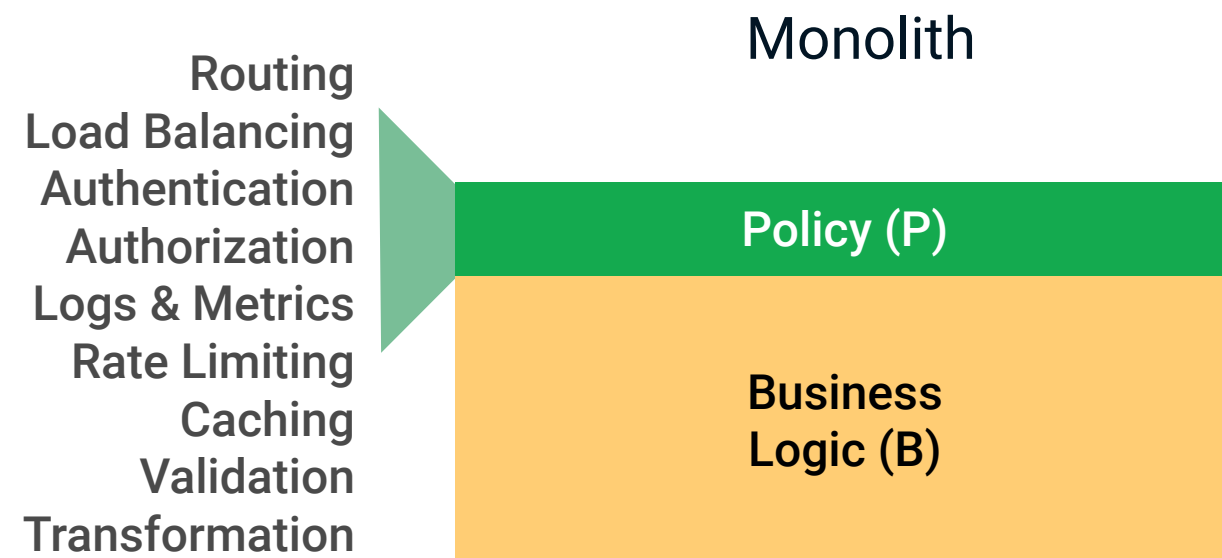 Monolith
Routing
Load Balancing
Authentication
Authorization
Logs & Metrics
Rate Limiting
Caching
Validation
Transformation
Policy (P)
Business
Logic (B)